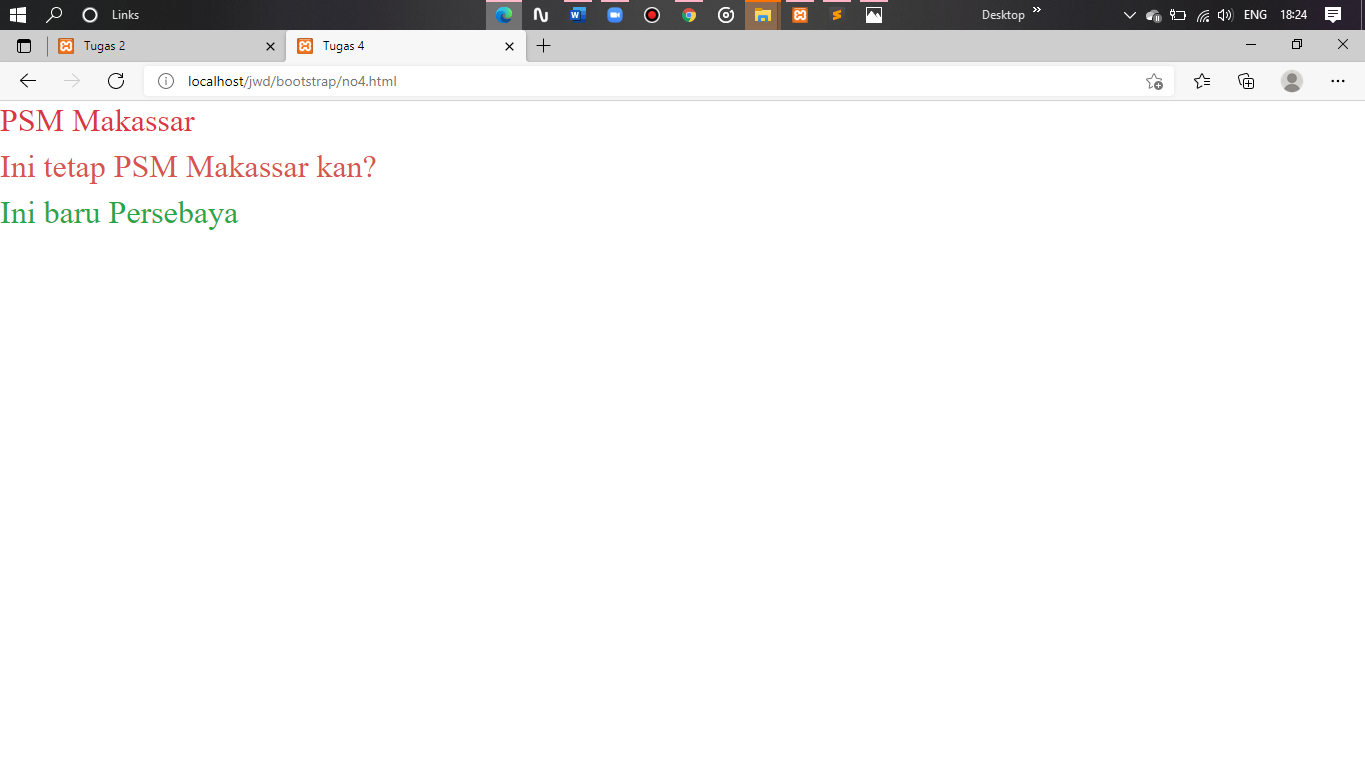 Links
Desktop
ENG
18:24
Tugas 2
Tugas 4
localhost/jwd/bootstrap/no4.html
PSM Makassar
Ini tetap PSM Makassar kan?
Ini baru Persebaya